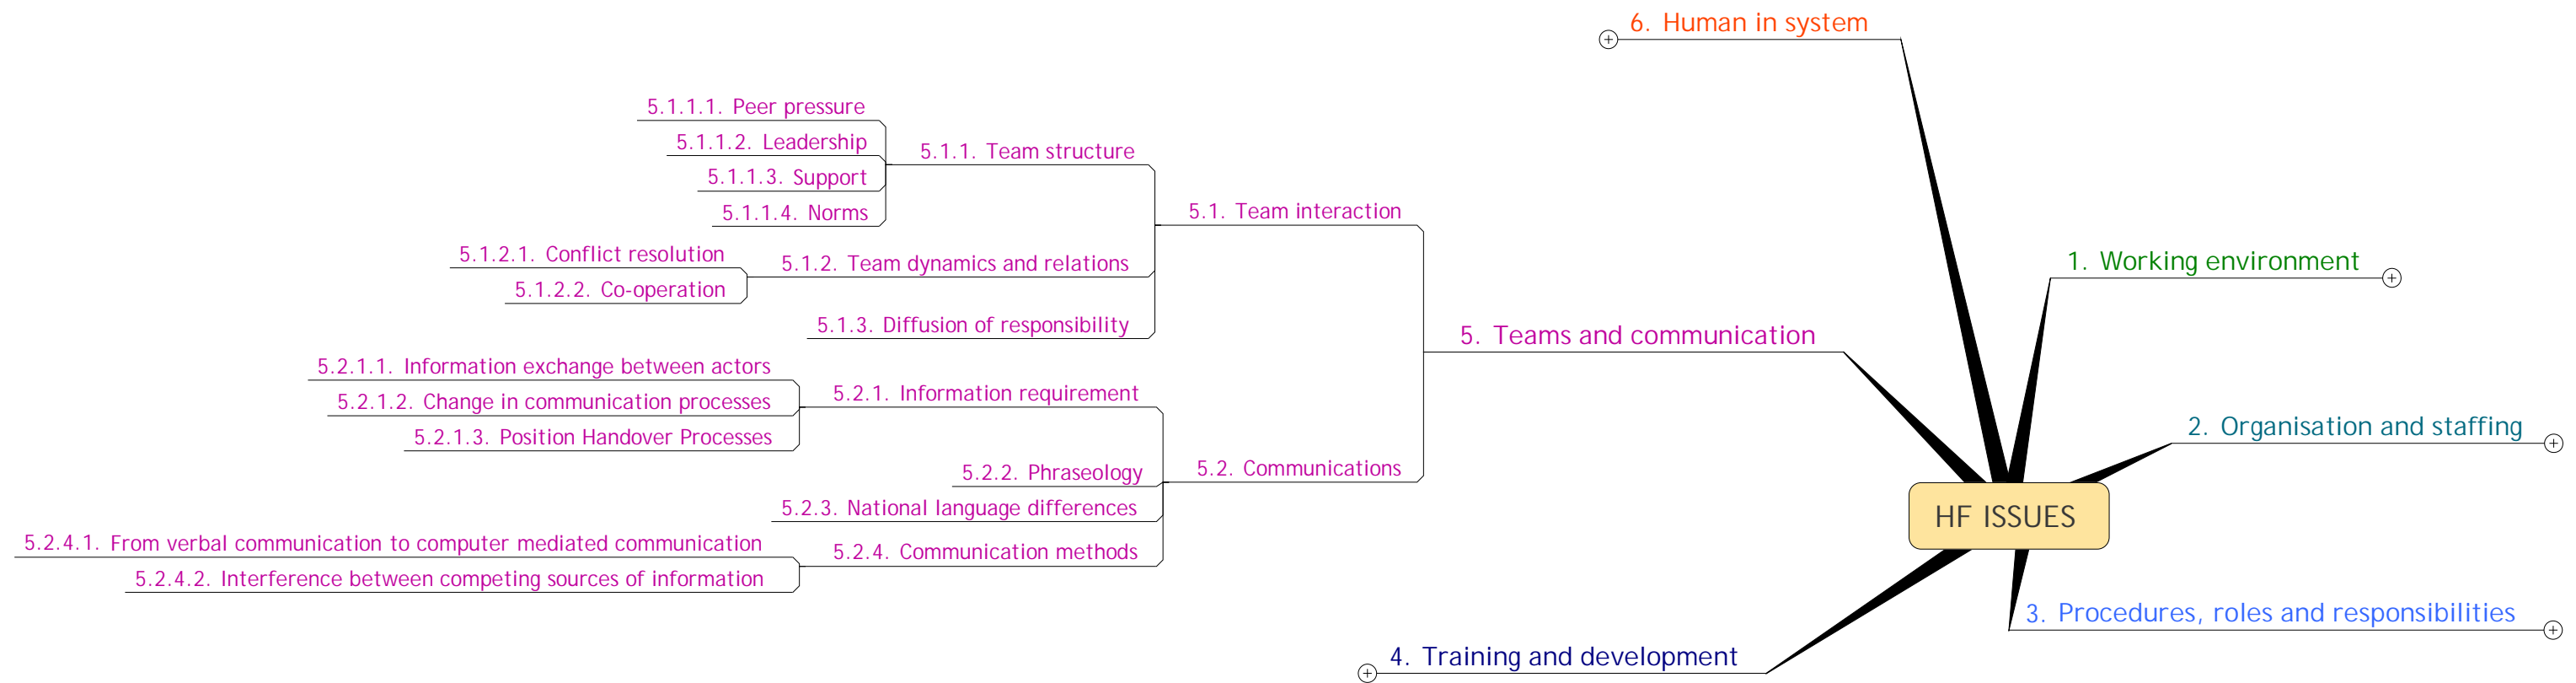 HF ISSUES
1. Working environment
2. Organisation and staffing
3. Procedures, roles and responsibilities
4. Training and development
5. Teams and communication
5.1. Team interaction
5.1.1. Team structure
5.1.1.1. Peer pressure
5.1.1.2. Leadership
5.1.1.3. Support
5.1.1.4. Norms
5.1.2. Team dynamics and relations
5.1.2.1. Conflict resolution
5.1.2.2. Co-operation
5.1.3. Diffusion of responsibility
5.2. Communications
5.2.1. Information requirement
5.2.1.1. Information exchange between actors
5.2.1.2. Change in communication processes
5.2.1.3. Position Handover Processes
5.2.2. Phraseology
5.2.3. National language differences
5.2.4. Communication methods
5.2.4.1. From verbal communication to computer mediated communication
5.2.4.2. Interference between competing sources of information
6. Human in system